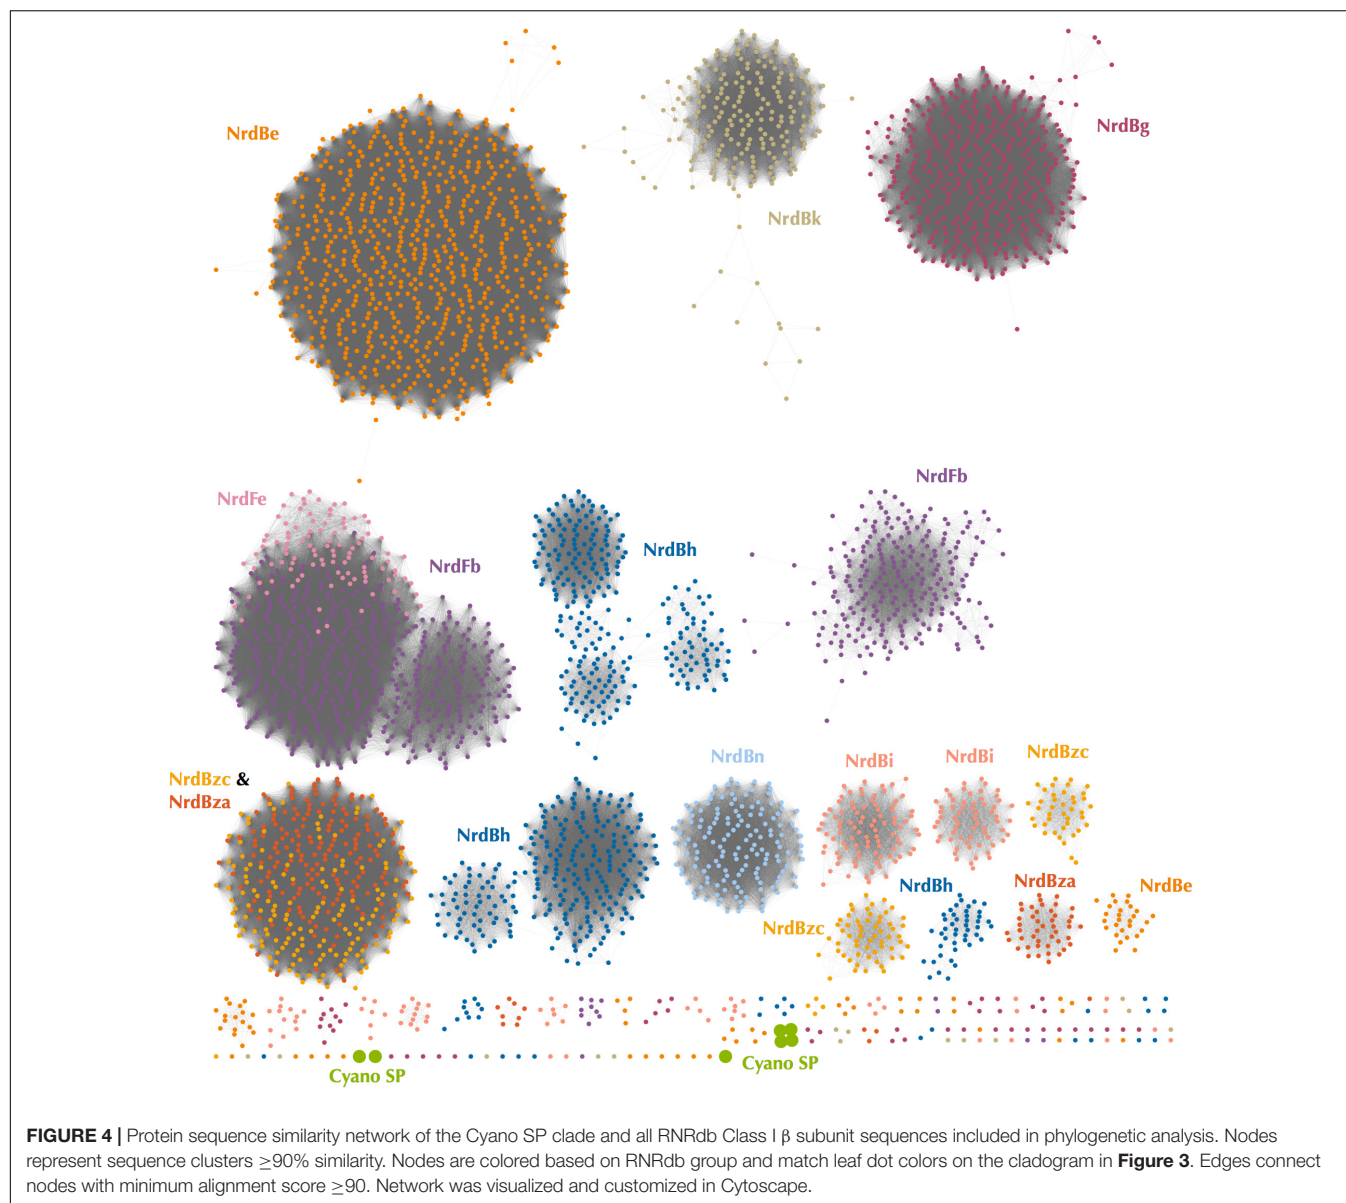 NrdBe
NrdBg
NrdBk
NrdFe
NrdFb
NrdBh
NrdFb
NrdBzc &
NrdBza
NrdBh
NrdBn
NrdBi
NrdBi
NrdBzc
NrdBzc
NrdBh
NrdBza
NrdBe
Cyano SP
Cyano SP
FIGURE 4 | Protein sequence similarity network of the Cyano SP clade and all RNRdb Class I β subunit sequences included in phylogenetic analysis. Nodes
represent sequence clusters ≥90% similarity. Nodes are colored based on RNRdb group and match leaf dot colors on the cladogram in Figure 3. Edges connect
nodes with minimum alignment score ≥90. Network was visualized and customized in Cytoscape.